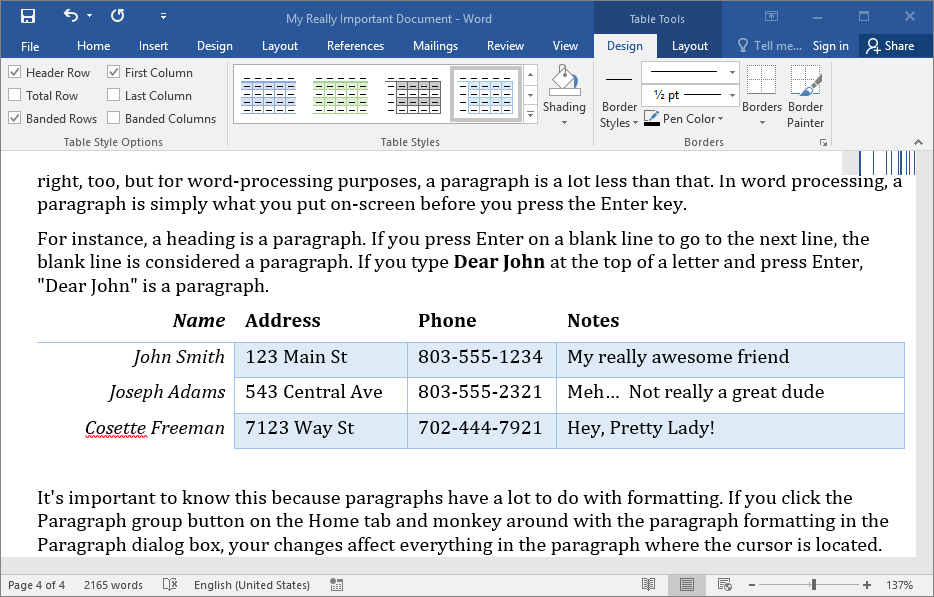 My Really Important Document - Word
Table Tools
File Home Insert Design Layout References Mailings Review View Design Layout Tell me... Sign in Share
Header Row First Column
Total Row Last Column
Banded Rows Banded Columns
Table Style Options
Table Styles
Shading
Border Styles
½ pt
Pen Color
Borders
Border Painter
Borders
right, too, but for word-processing purposes, a paragraph is a lot less than that. In word processing, a
paragraph is simply what you put on-screen before you press the Enter key.
For instance, a heading is a paragraph. If you press Enter on a blank line to go to the next line, the
blank line is considered a paragraph. If you type Dear John at the top of a letter and press Enter,
"Dear John" is a paragraph.
Name Address Phone Notes
John Smith 123 Main St 803-555-1234 My really awesome friend
Joseph Adams 543 Central Ave 803-555-2321 Meh... Not really a great dude
Cosette Freeman 7123 Way St 702-444-7921 Hey, Pretty Lady!
It's important to know this because paragraphs have a lot to do with formatting. If you click the
Paragraph group button on the Home tab and monkey around with the paragraph formatting in the
Paragraph dialog box, your changes affect everything in the paragraph where the cursor is located.
Page 4 of 4 2165 words English (United States) 137%